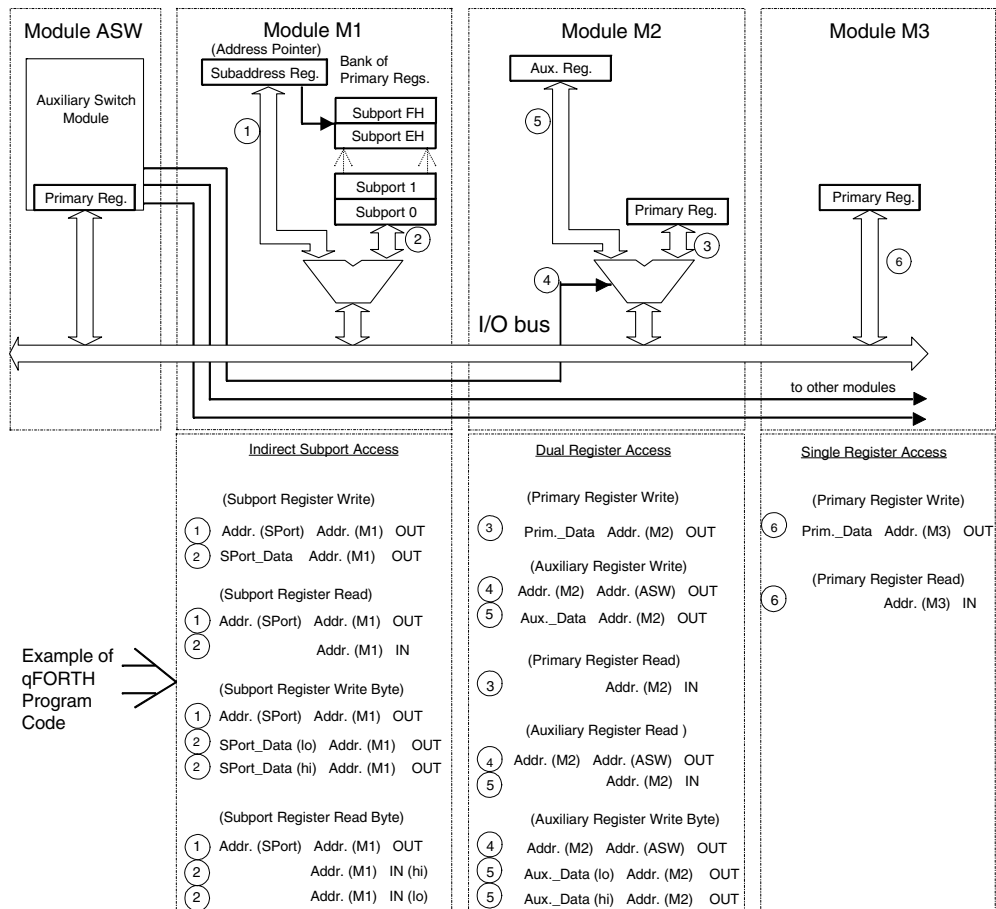 Module ASW
Module M1
Module M2
Module M3
(Address Pointer)
Subaddress Reg.
Bank of
Primary Regs.
Aux. Reg.
Auxiliary Switch
Module
Subport FH
Subport EH
1
5
Subport 1
Subport 0
Primary Reg.
Primary Reg.
Primary Reg.
2
3
6
4
I/O bus
to other modules
Indirect Subport Access
(Subport Register Write)
1 Addr. (SPort) Addr. (M1) OUT
2 SPort_Data Addr. (M1) OUT
(Subport Register Read)
1 Addr. (SPort) Addr. (M1) OUT
2 Addr. (M1) IN
(Subport Register Write Byte)
1 Addr. (SPort) Addr. (M1) OUT
2 SPort_Data (lo) Addr. (M1) OUT
2 SPort_Data (hi) Addr. (M1) OUT
(Subport Register Read Byte)
1 Addr. (SPort) Addr. (M1) OUT
2 Addr. (M1) IN (hi)
2 Addr. (M1) IN (lo)
Dual Register Access
(Primary Register Write)
3 Prim._Data Addr. (M2) OUT
(Auxiliary Register Write)
4 Addr. (M2) Addr. (ASW) OUT
5 Aux._Data Addr. (M2) OUT
(Primary Register Read)
3 Addr. (M2) IN
(Auxiliary Register Read )
4 Addr. (M2) Addr. (ASW) OUT
5 Addr. (M2) IN
(Auxiliary Register Write Byte)
4 Addr. (M2) Addr. (ASW) OUT
5 Aux._Data (lo) Addr. (M2) OUT
5 Aux._Data (hi) Addr. (M2) OUT
Single Register Access
(Primary Register Write)
6 Prim._Data Addr. (M3) OUT
(Primary Register Read)
6 Addr. (M3) IN
Example of
qFORTH
Program
Code